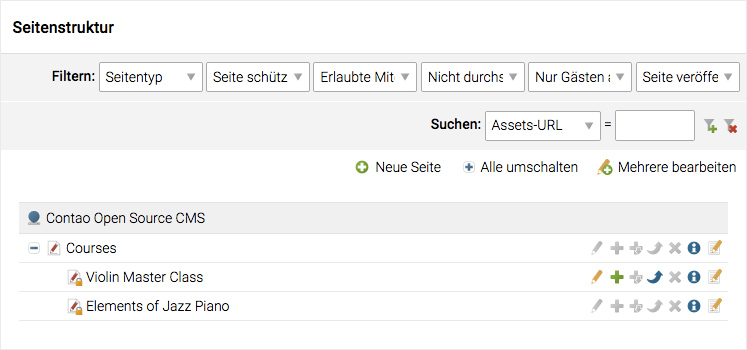 Seitenstruktur
Filtern: Seitentyp Seite schütz Erlaubte Mit Nicht durchs Nur Gästen Seite veröffe
Suchen: Assets-URL =
Neue Seite Alle umschalten Mehrere bearbeiten
Contao Open Source CMS
Courses
Violin Master Class
Elements of Jazz Piano